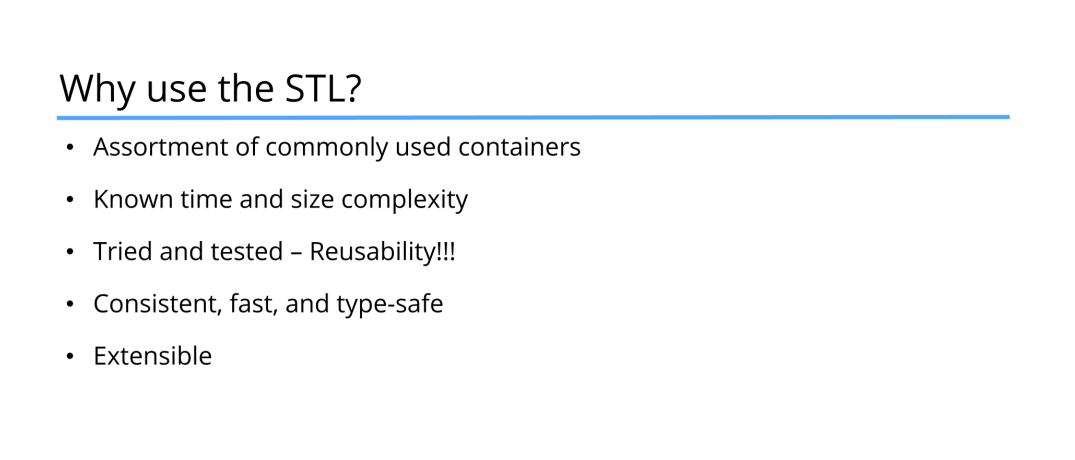 Why use the STL?
• Assortment of commonly used containers
• Known time and size complexity
• Tried and tested – Reusability!!!
• Consistent, fast, and type-safe
• Extensible